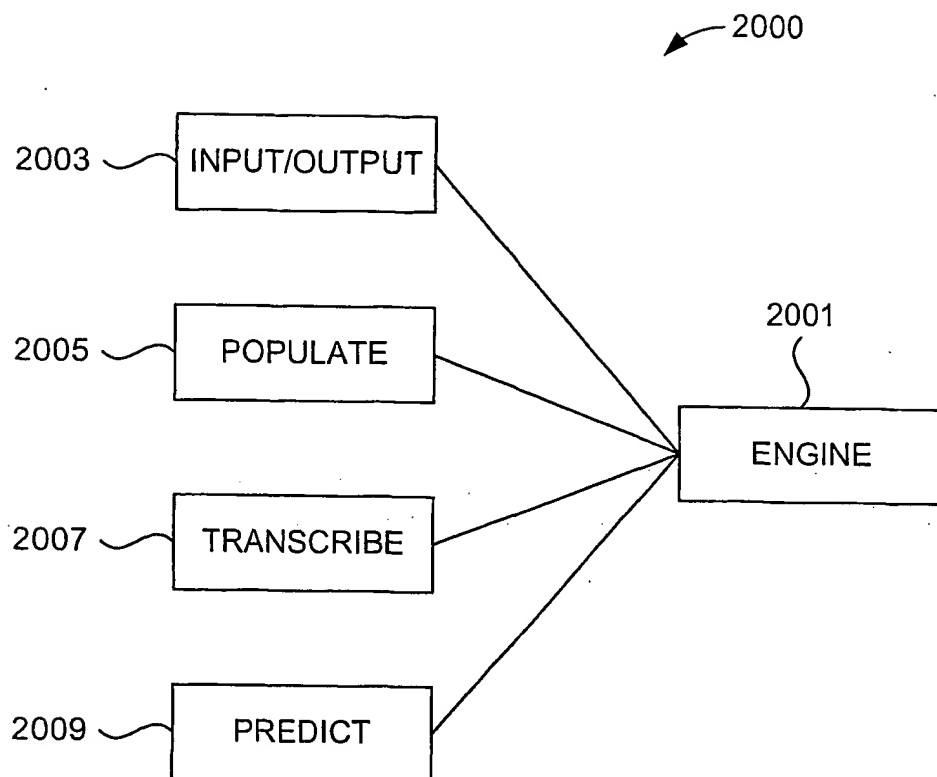 2000
2003 INPUT/OUTPUT
2001
2005 POPULATE
ENGINE
2007 TRANSCRIBE
2009 PREDICT